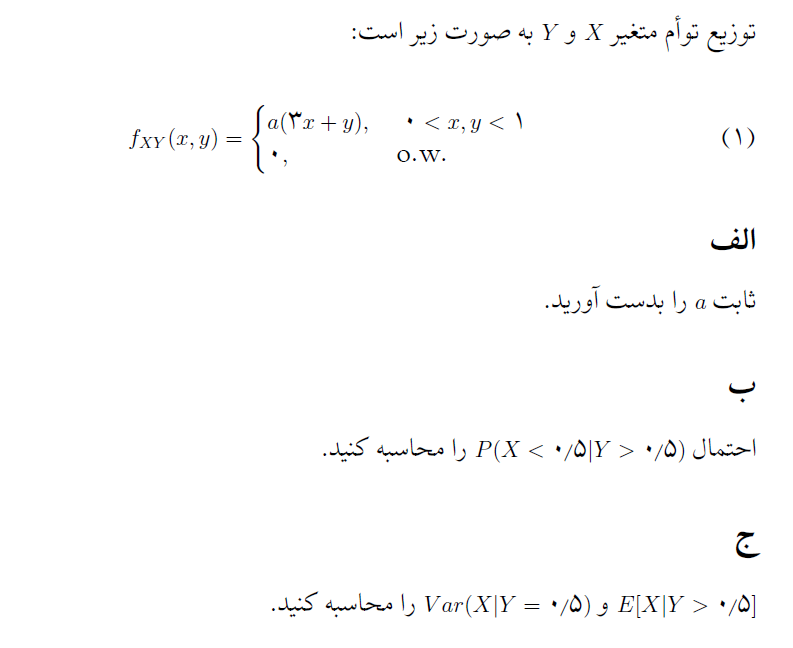 توزیع توأم متغیر X و Y به صورت زیر است:
f_{XY}(x, y) = { a(۳x + y), ۰ < x, y < ۱ (۱)
۰, o.w.
الف
ثابت a را بدست آورید.
ب
احتمال P(X < ۰/۵|Y > ۰/۵) را محاسبه کنید.
ج
E[X|Y > ۰/۵] و Var(X|Y = ۰/۵) را محاسبه کنید.